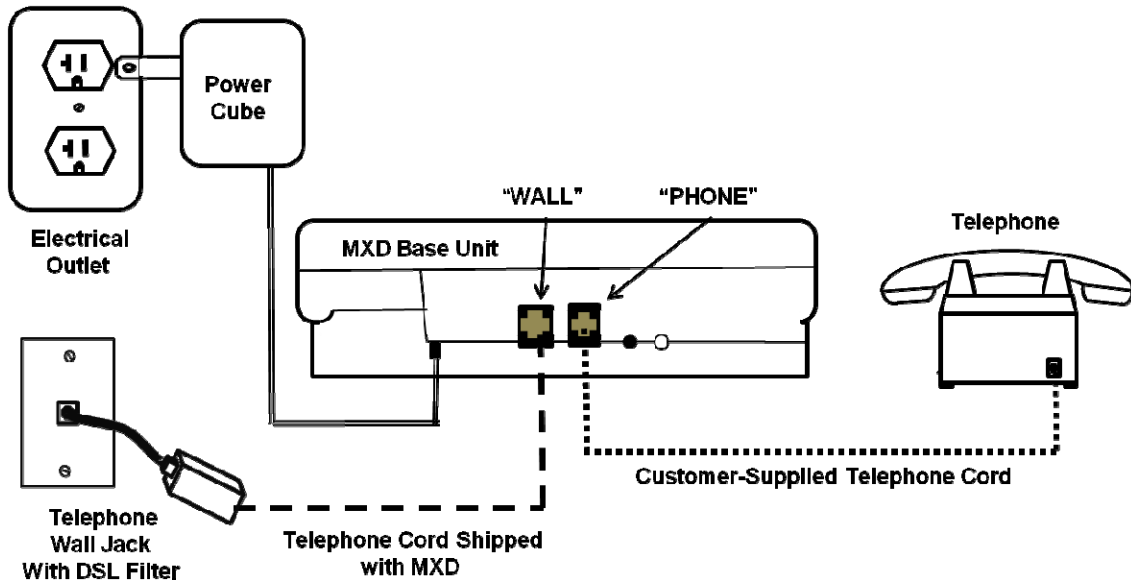 Power
Cube
Electrical
Outlet
"WALL"
"PHONE"
MXD Base Unit
Telephone
Customer-Supplied Telephone Cord
Telephone
Wall Jack
With DSL Filter
Telephone Cord Shipped
with MXD